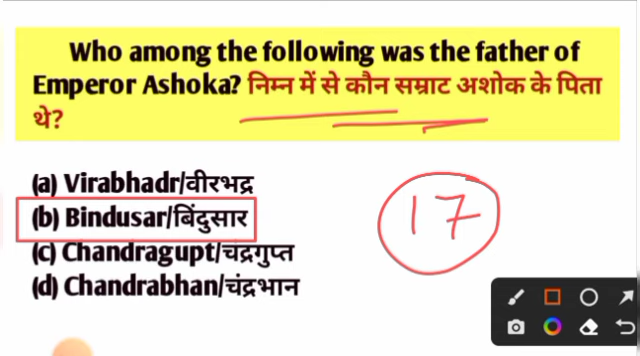 Who among the following was the father of
Emperor Ashoka? निम्न में से कौन सम्राट अशोक के पिता
थे?
(a) Virabhadr/वीरभद्र
(b) Bindusar/बिंदुसार
(c) Chandragupt/चंद्रगुप्त
(d) Chandrabhan/चंद्रभान
17